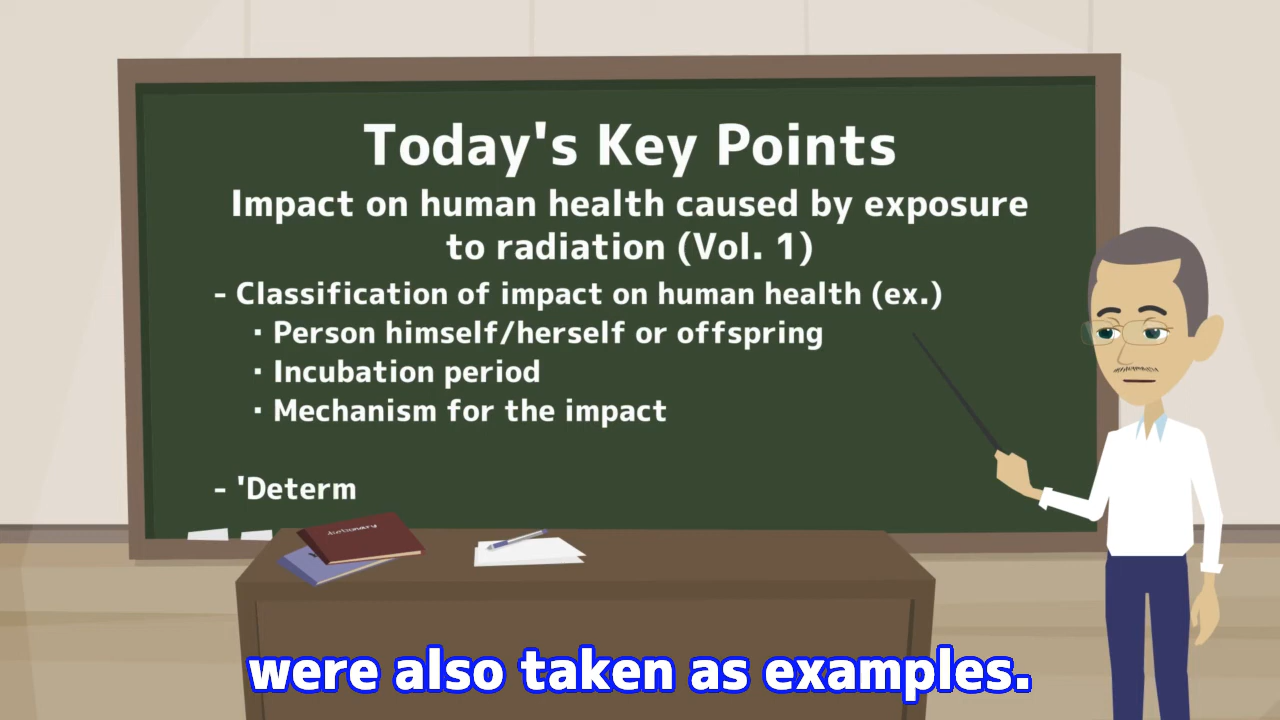 Today's Key Points
Impact on human health caused by exposure
to radiation (Vol. 1)
- Classification of impact on human health (ex.)
· Person himself/herself or offspring
· Incubation period
· Mechanism for the impact
- 'Determ
were also taken as examples.